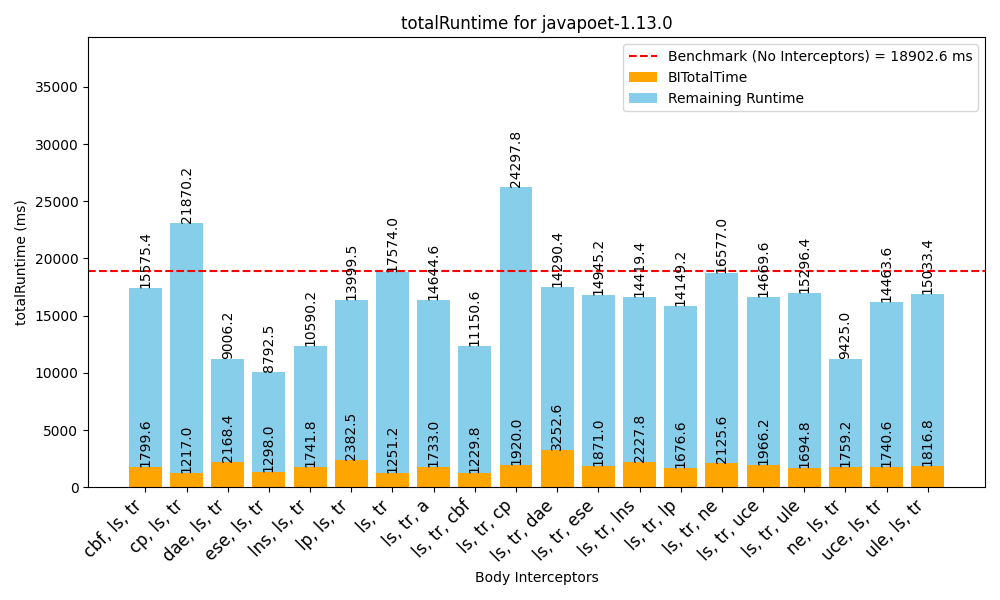 totalRuntime for javapoet-1.13.0
Benchmark (No Interceptors) = 18902.6 ms
BITotalTime
Remaining Runtime
totalRuntime (ms)
35000
30000
25000
20000
15000
10000
5000
0
15575.4
21870.2
9006.2
8792.5
10590.2
13999.5
17574.0
14644.6
11150.6
24297.8
14290.4
14945.2
14419.4
14149.2
16577.0
14669.6
15296.4
9425.0
14463.6
15033.4
1799.6
1217.0
2168.4
1298.0
1741.8
2382.5
1251.2
1733.0
1229.8
1920.0
3252.6
1871.0
2227.8
1676.6
2125.6
1966.2
1694.8
1759.2
1740.6
1816.8
cbf, ls, tr
cp, ls, tr
dae, ls, tr
ese, ls, tr
lns, ls, tr
lp, ls, tr
ls, tr
ls, tr, a
ls, tr, cbf
ls, tr, cp
ls, tr, dae
ls, tr, ese
ls, tr, lns
ls, tr, lp
ls, tr, ne
ls, tr, uce
ls, tr, ule
ne, ls, tr
uce, ls, tr
ule, ls, tr
Body Interceptors